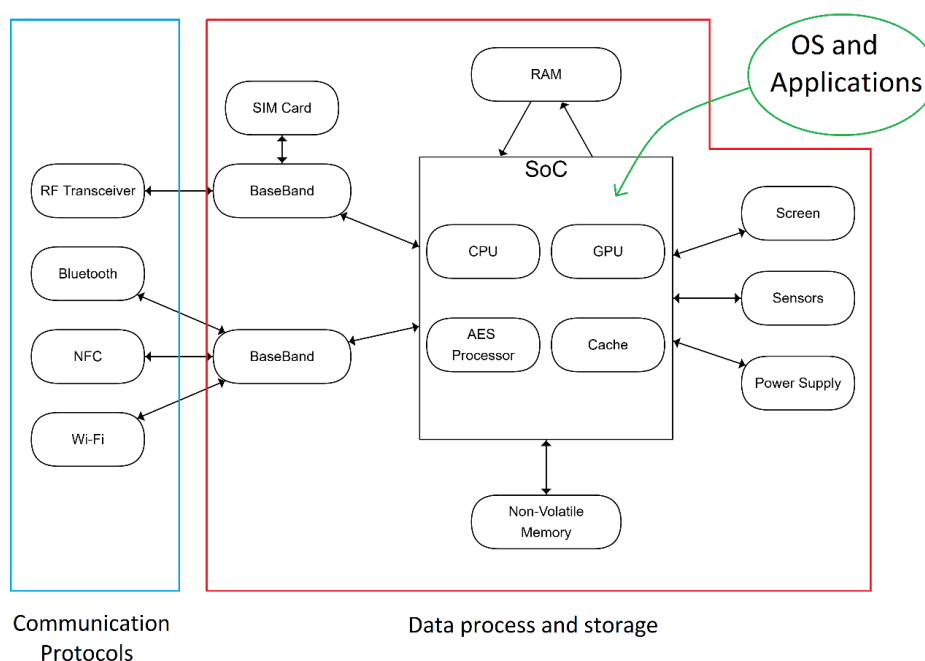 OS and
Applications
RAM
SIM Card
SoC
RF Transceiver
BaseBand
Screen
CPU
GPU
Bluetooth
Sensors
NFC
BaseBand
AES
Processor
Cache
Power Supply
Wi-Fi
Non-Volatile
Memory
Communication
Protocols
Data process and storage